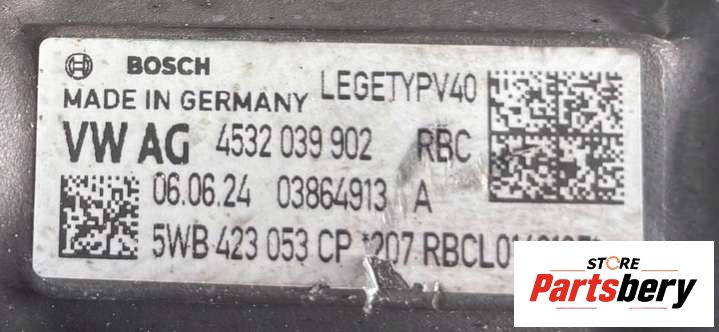 BOSCH
MADE IN GERMANY LEGETYPV40
VW AG 4532 039 902 RBC
06.06.24 03864913 A
5WB 423 053 CP *207
STORE
Partsbery